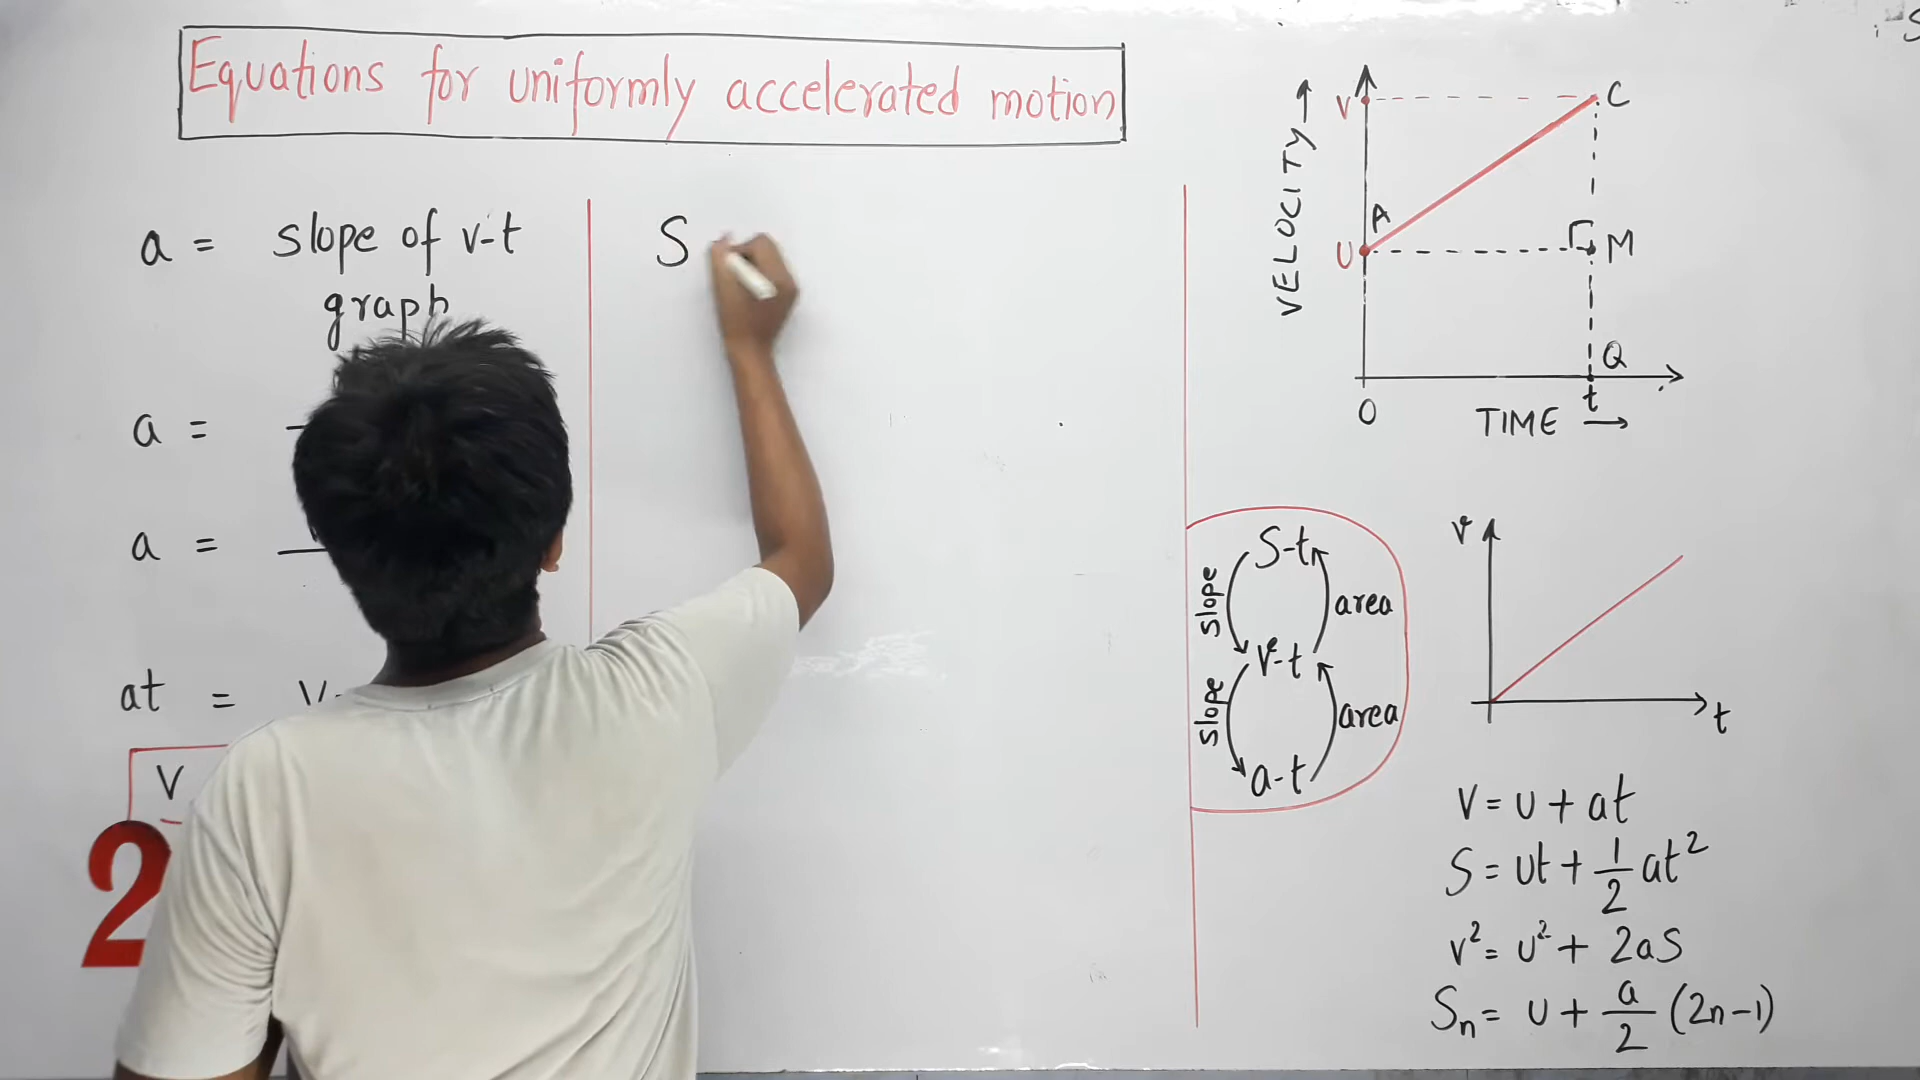 Equations for uniformly accelerated motion
a = slope of v-t
graph
a =
a =
at = V-
V
2
S
VELOCITY →
V
C
A
U
M
Q
O
t
TIME →
S-t
slope
area
v-t
slope
area
a-t
v
t
V = u + at
S = ut + 1/2 at²
v² = u² + 2aS
Sₙ = u + a/2 (2n-1)